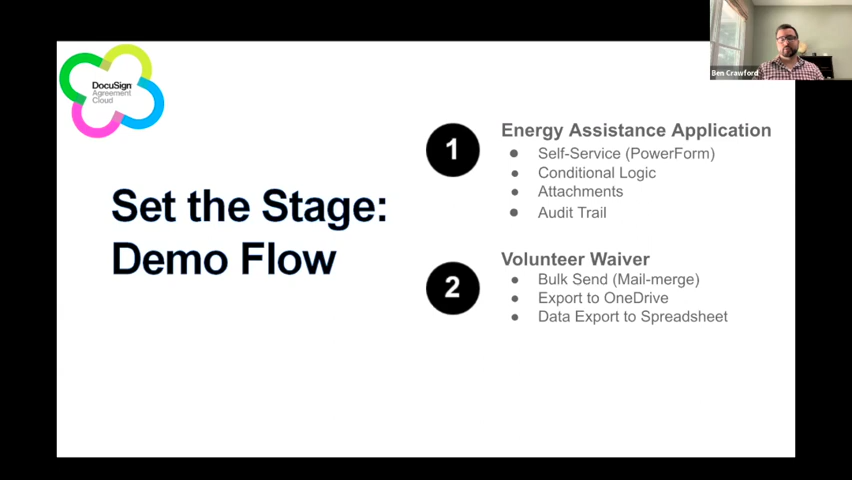 DocuSign
Agreement
Cloud
Set the Stage:
Demo Flow
1
Energy Assistance Application
● Self-Service (PowerForm)
● Conditional Logic
● Attachments
● Audit Trail
2
Volunteer Waiver
● Bulk Send (Mail-merge)
● Export to OneDrive
● Data Export to Spreadsheet
Ben Crawford